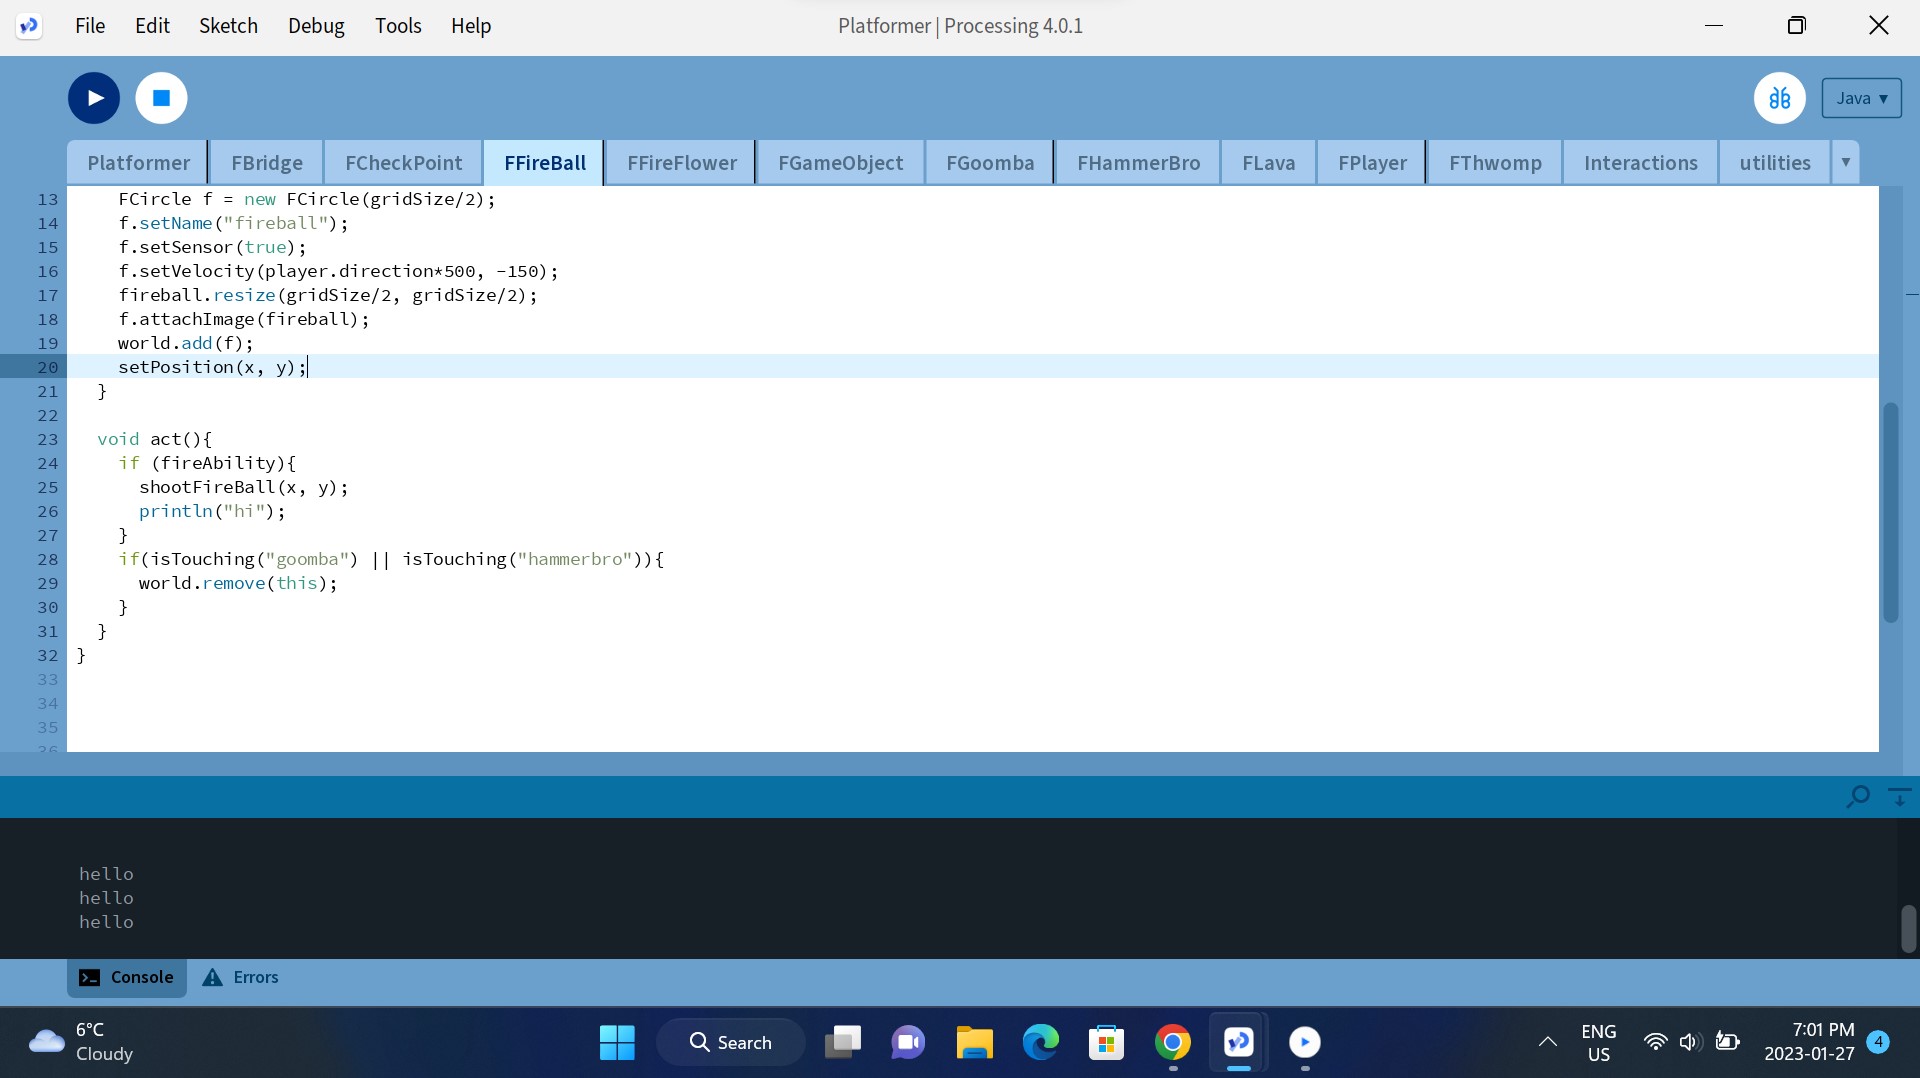 File Edit Sketch Debug Tools Help
Platformer | Processing 4.0.1
Java ▾
Platformer FBridge FCheckPoint FFireBall FFireFlower FGameObject FGoomba FHammerBro FLava FPlayer FThwomp Interactions utilities ▾
13 FCircle f = new FCircle(gridSize/2);
14 f.setName("fireball");
15 f.setSensor(true);
16 f.setVelocity(player.direction*500, -150);
17 fireball.resize(gridSize/2, gridSize/2);
18 f.attachImage(fireball);
19 world.add(f);
20 setPosition(x, y);
21 }
22
23 void act(){
24 if (fireAbility){
25 shootFireBall(x, y);
26 println("hi");
27 }
28 if(isTouching("goomba") || isTouching("hammerbro")){
29 world.remove(this);
30 }
31 }
32 }
33
34
35
36
hello
hello
hello
Console Errors
6°C
Cloudy
Search
ENG
US
7:01 PM
2023-01-27
4